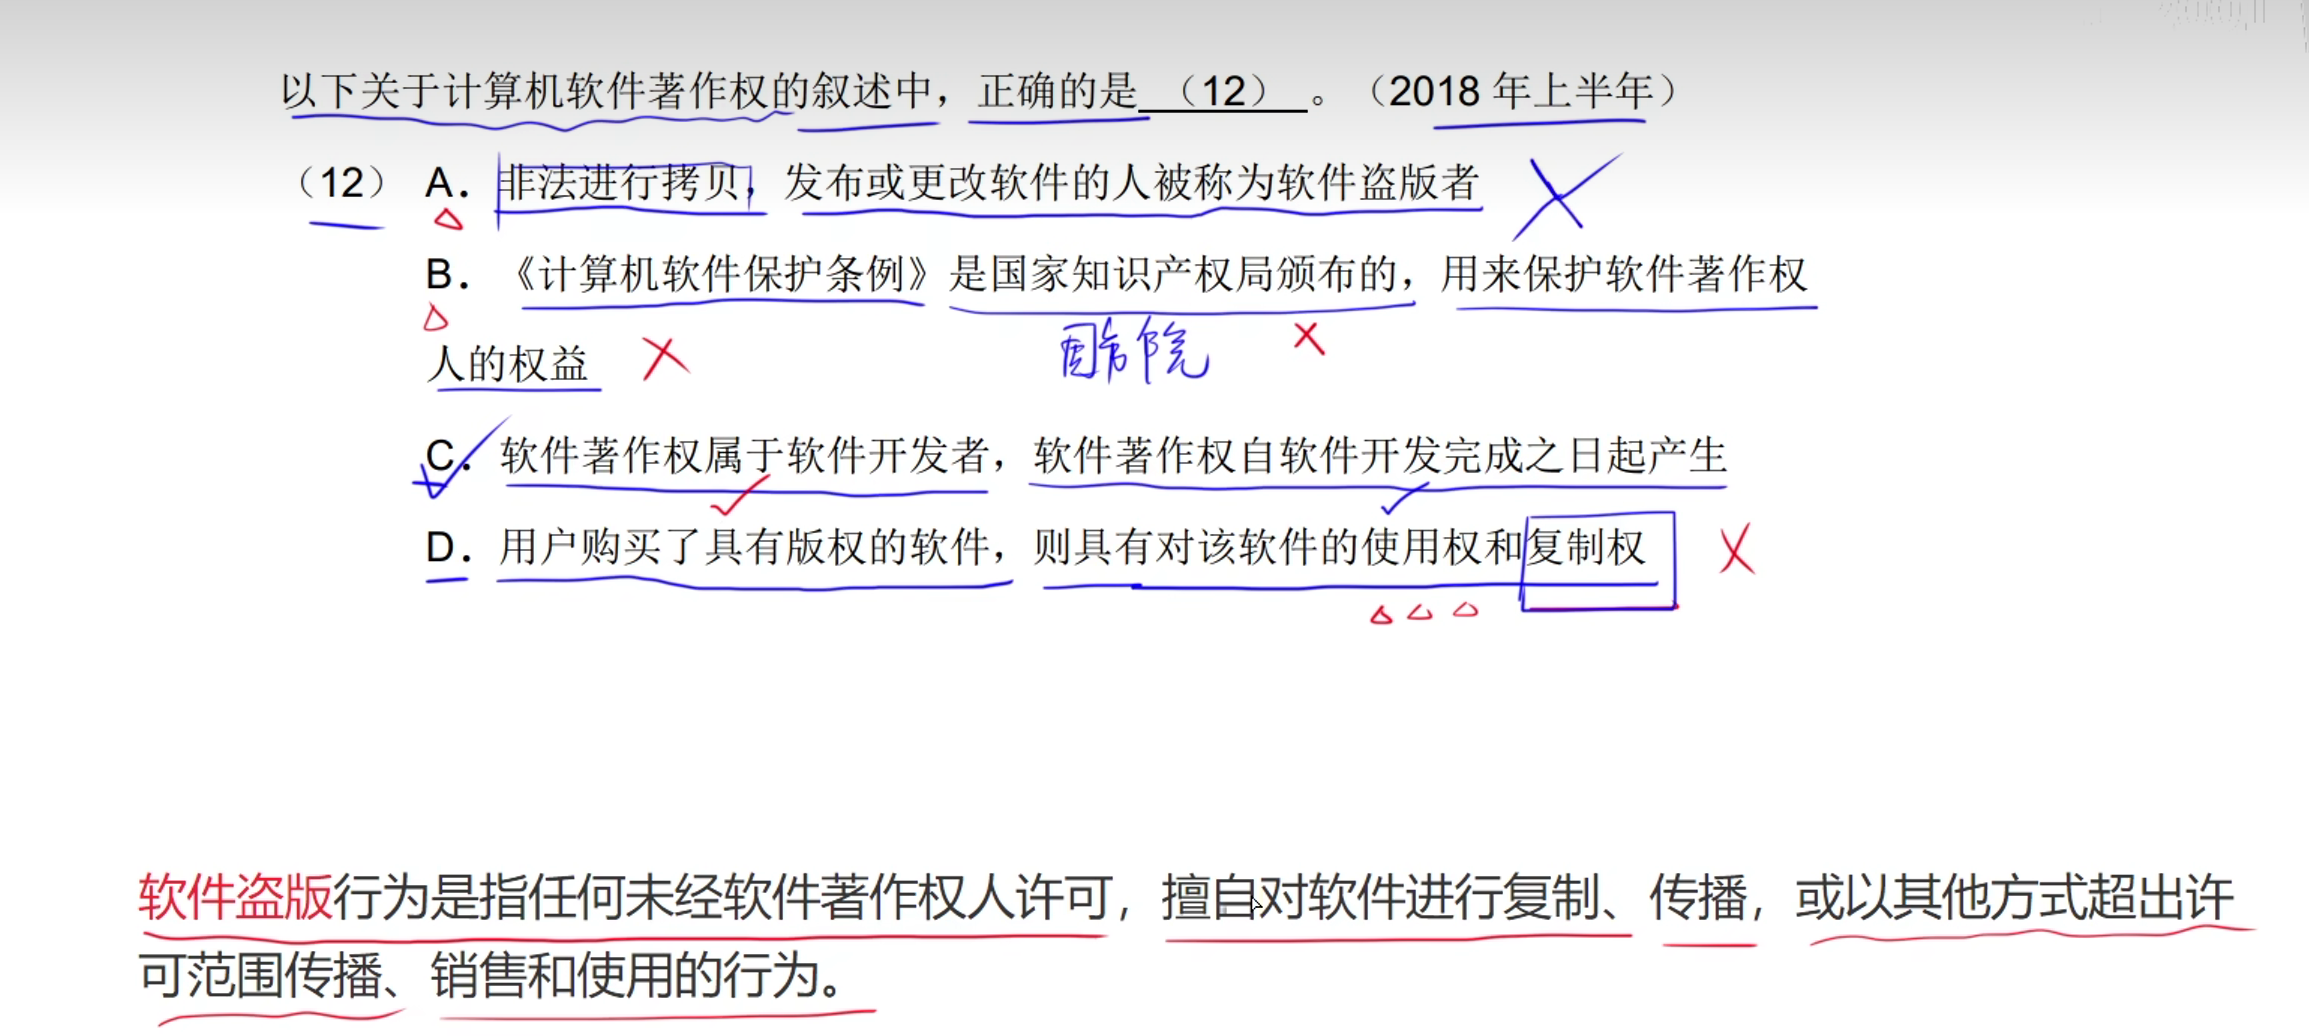 以下关于计算机软件著作权的叙述中，正确的是 （12） 。（2018 年上半年）
（12） A．非法进行拷贝，发布或更改软件的人被称为软件盗版者
B．《计算机软件保护条例》是国家知识产权局颁布的，用来保护软件著作权
人的权益
国务院
C．软件著作权属于软件开发者，软件著作权自软件开发完成之日起产生
D．用户购买了具有版权的软件，则具有对该软件的使用权和复制权
软件盗版行为是指任何未经软件著作权人许可，擅自对软件进行复制、传播，或以其他方式超出许
可范围传播、销售和使用的行为。